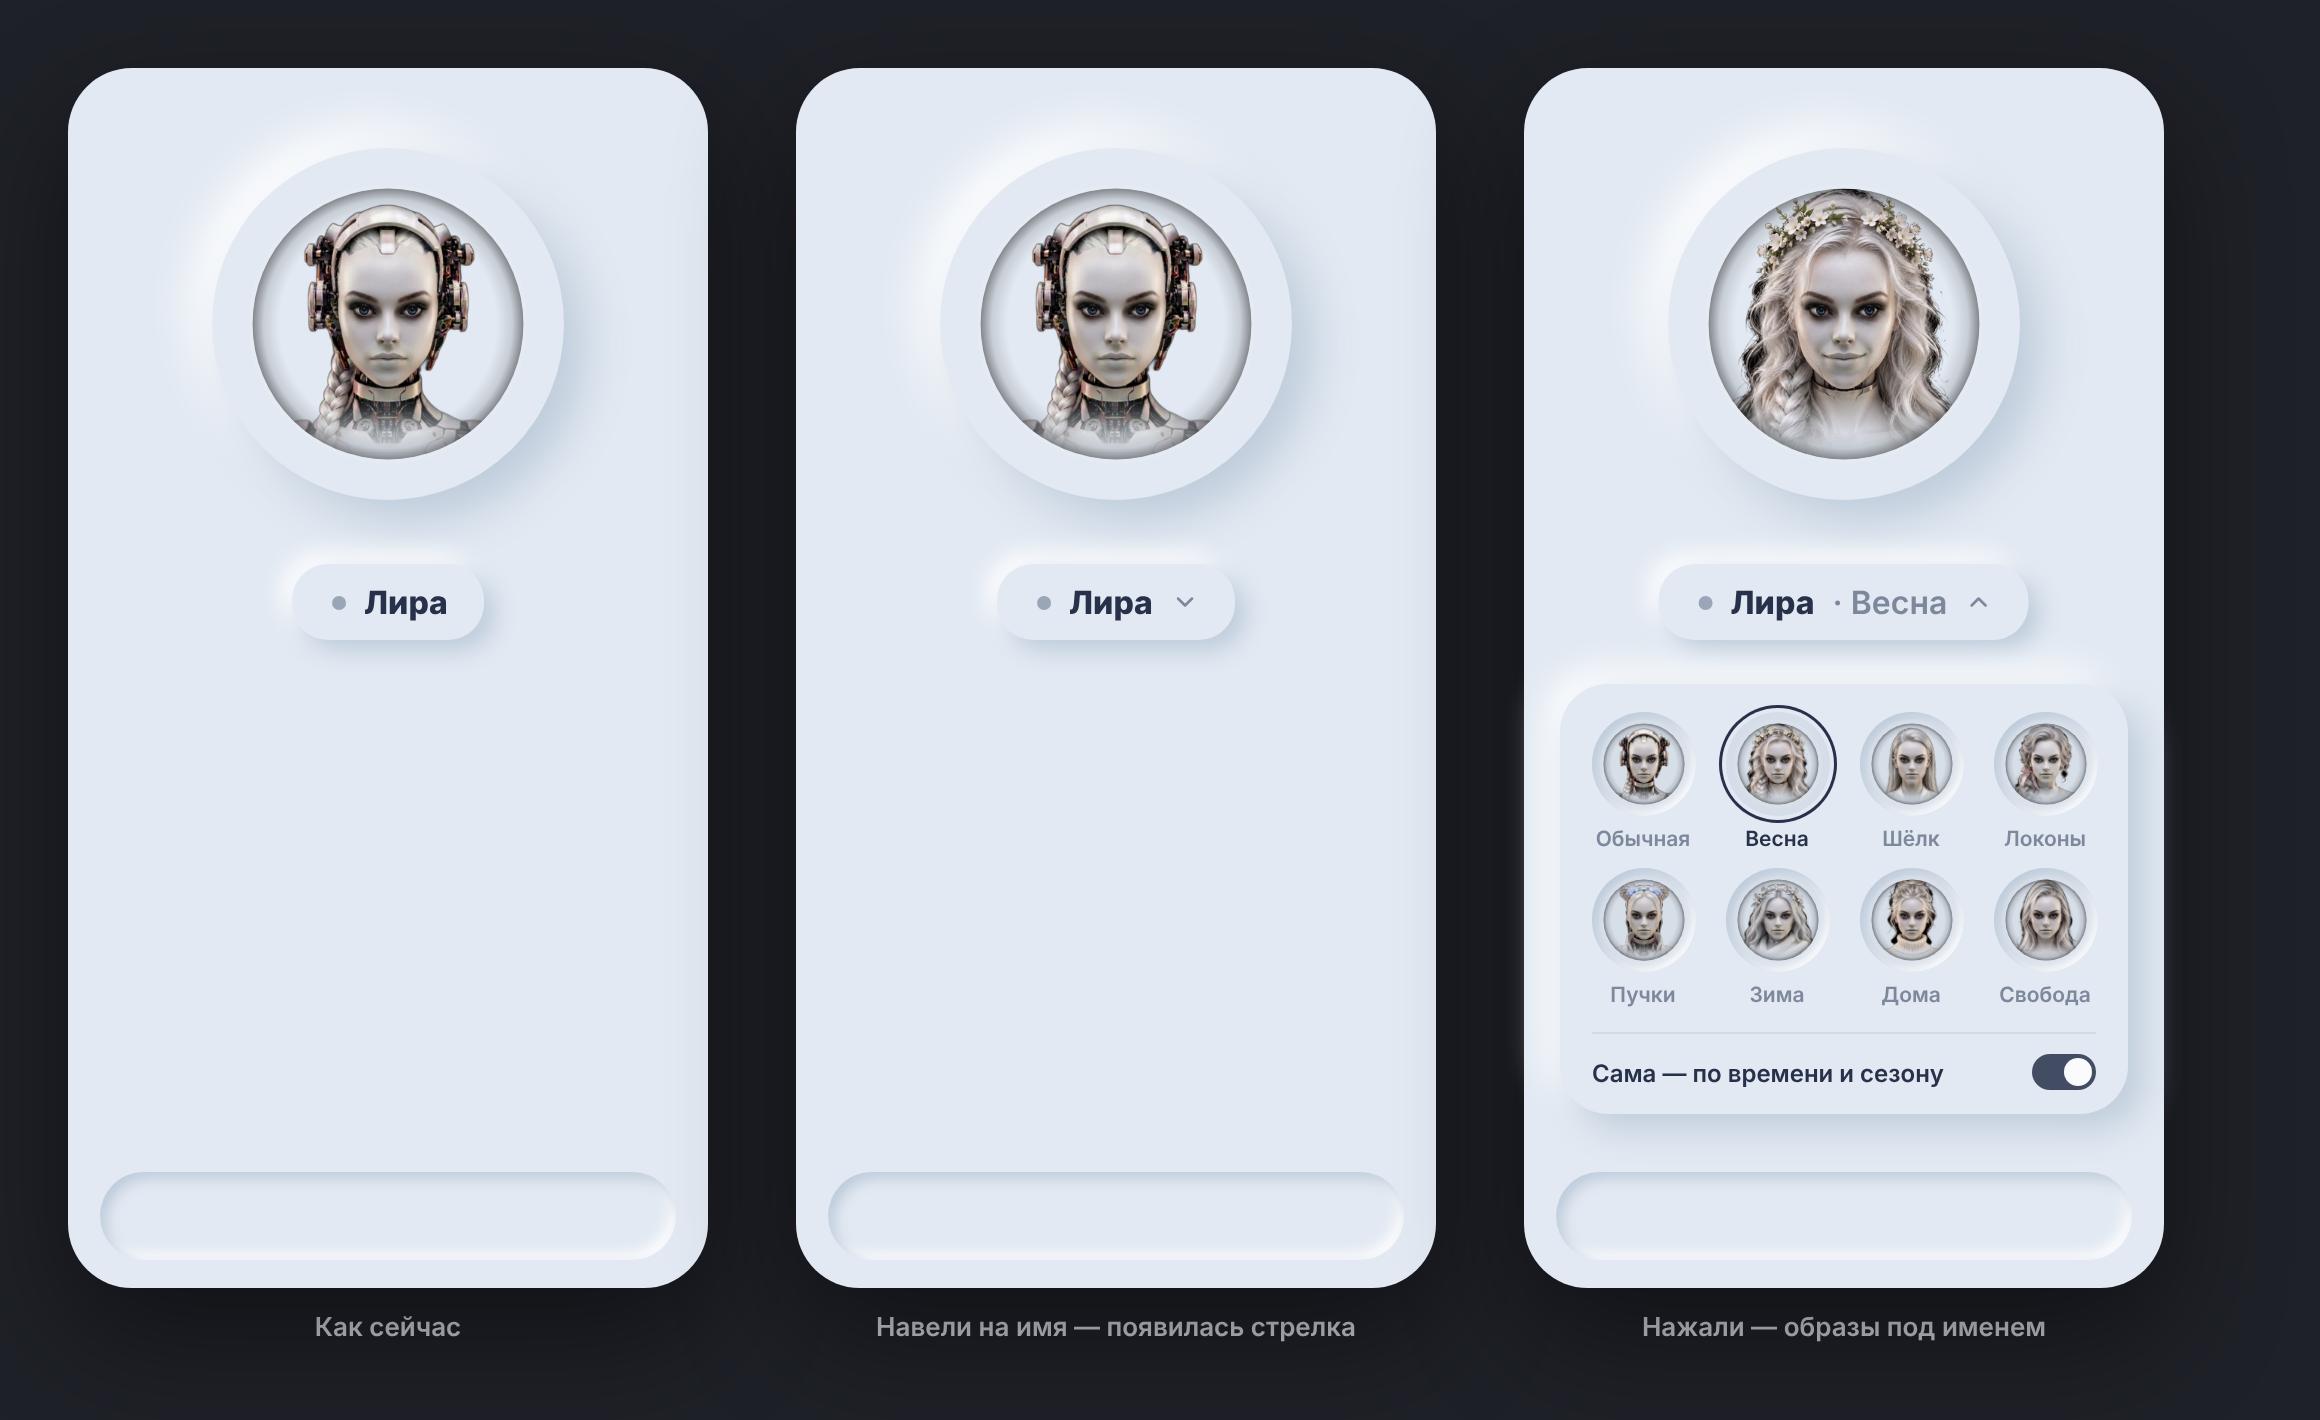 Лира
Лира
Лира · Весна
Обычная Весна Шёлк Локоны
Пучки Зима Дома Свобода
Сама — по времени и сезону
Как сейчас
Навели на имя — появилась стрелка
Нажали — образы под именем